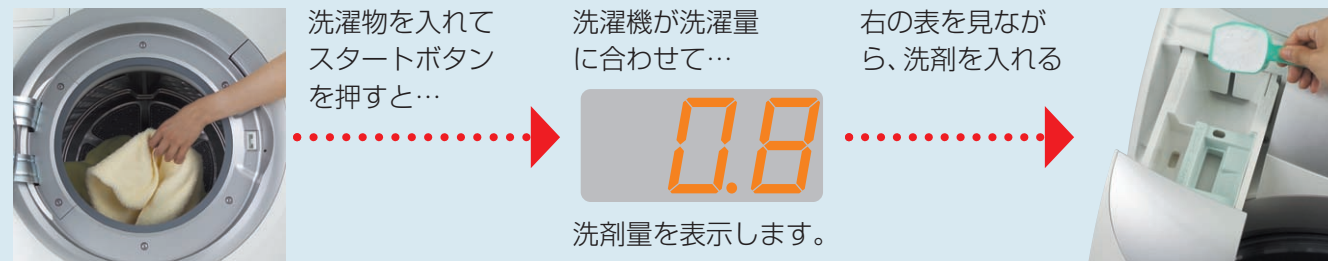 洗濯物を入れて
スタートボタン
を押すと…
洗濯機が洗濯量
に合わせて…
0.8
洗剤量を表示します。
右の表を見なが
ら、洗剤を入れる